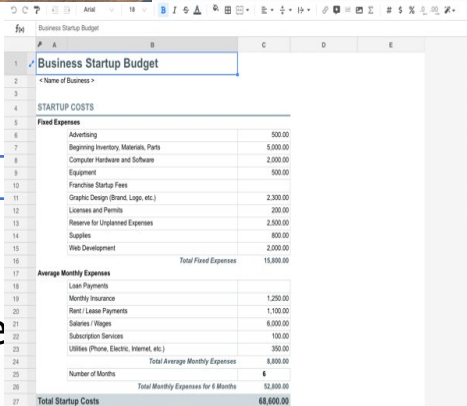 Arial 18 B I S A # $ % .0 .00
f(x) Business Startup Budget
A B C D E
1 Business Startup Budget
2 < Name of Business >
3
4 STARTUP COSTS
5 Fixed Expenses
6 Advertising 500.00
7 Beginning Inventory, Materials, Parts 5,000.00
8 Computer Hardware and Software 2,000.00
9 Equipment 500.00
10 Franchise Startup Fees
11 Graphic Design (Brand, Logo, etc.) 2,300.00
12 Licenses and Permits 200.00
13 Reserve for Unplanned Expenses 2,500.00
14 Supplies 800.00
15 Web Development 2,000.00
16 Total Fixed Expenses 15,800.00
17 Average Monthly Expenses
18 Loan Payments
19 Monthly Insurance 1,250.00
20 Rent / Lease Payments 1,100.00
21 Salaries / Wages 6,000.00
22 Subscription Services 100.00
23 Utilities (Phone, Electric, Internet, etc.) 350.00
24 Total Average Monthly Expenses 8,800.00
25 Number of Months 6
26 Total Monthly Expenses for 6 Months 52,800.00
27 Total Startup Costs 68,600.00